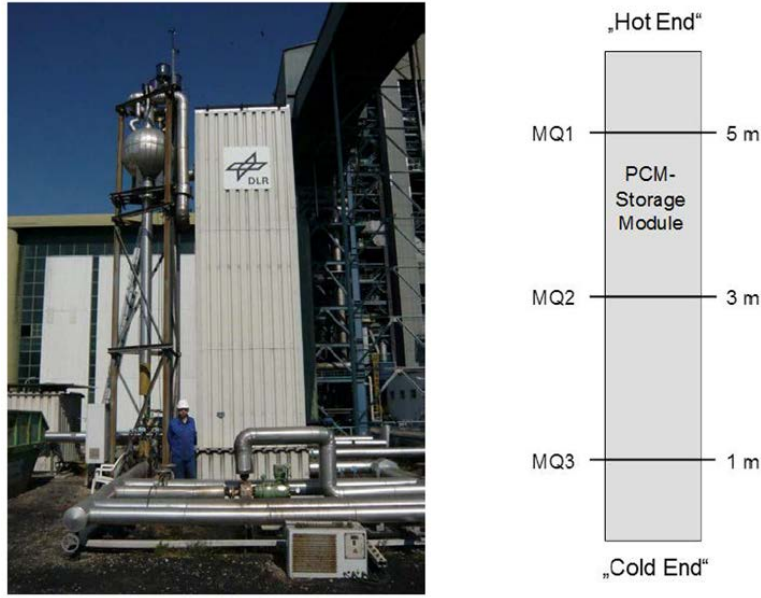 DLR
„Hot End“
MQ1
5 m
PCM-
Storage
Module
MQ2
3 m
MQ3
1 m
„Cold End“